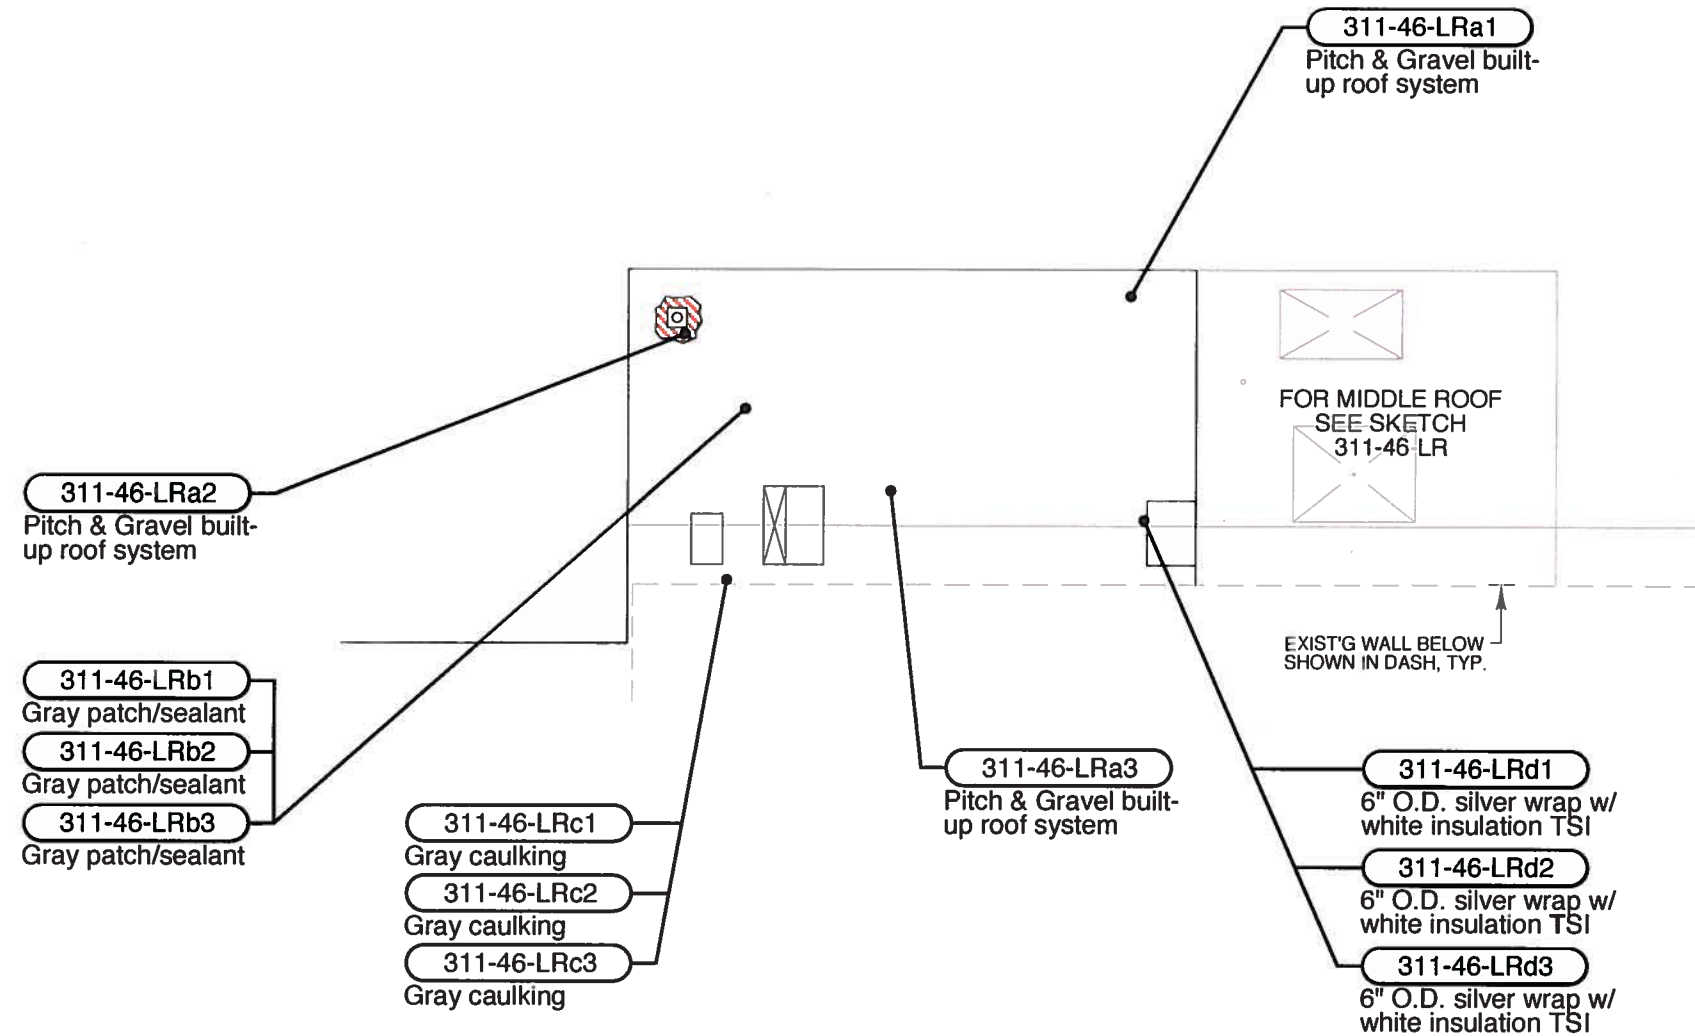 311-46-LRa1
Pitch & Gravel built-
up roof system
FOR MIDDLE ROOF
SEE SKETCH
311-46 LR
311-46-LRa2
Pitch & Gravel built-
up roof system
EXIST'G WALL BELOW
SHOWN IN DASH, TYP.
311-46-LRb1
Gray patch/sealant
311-46-LRb2
Gray patch/sealant
311-46-LRb3
Gray patch/sealant
311-46-LRc1
Gray caulking
311-46-LRc2
Gray caulking
311-46-LRc3
Gray caulking
311-46-LRa3
Pitch & Gravel built-
up roof system
311-46-LRd1
6" O.D. silver wrap w/
white insulation TSI
311-46-LRd2
6" O.D. silver wrap w/
white insulation TSI
311-46-LRd3
6" O.D. silver wrap w/
white insulation TSI